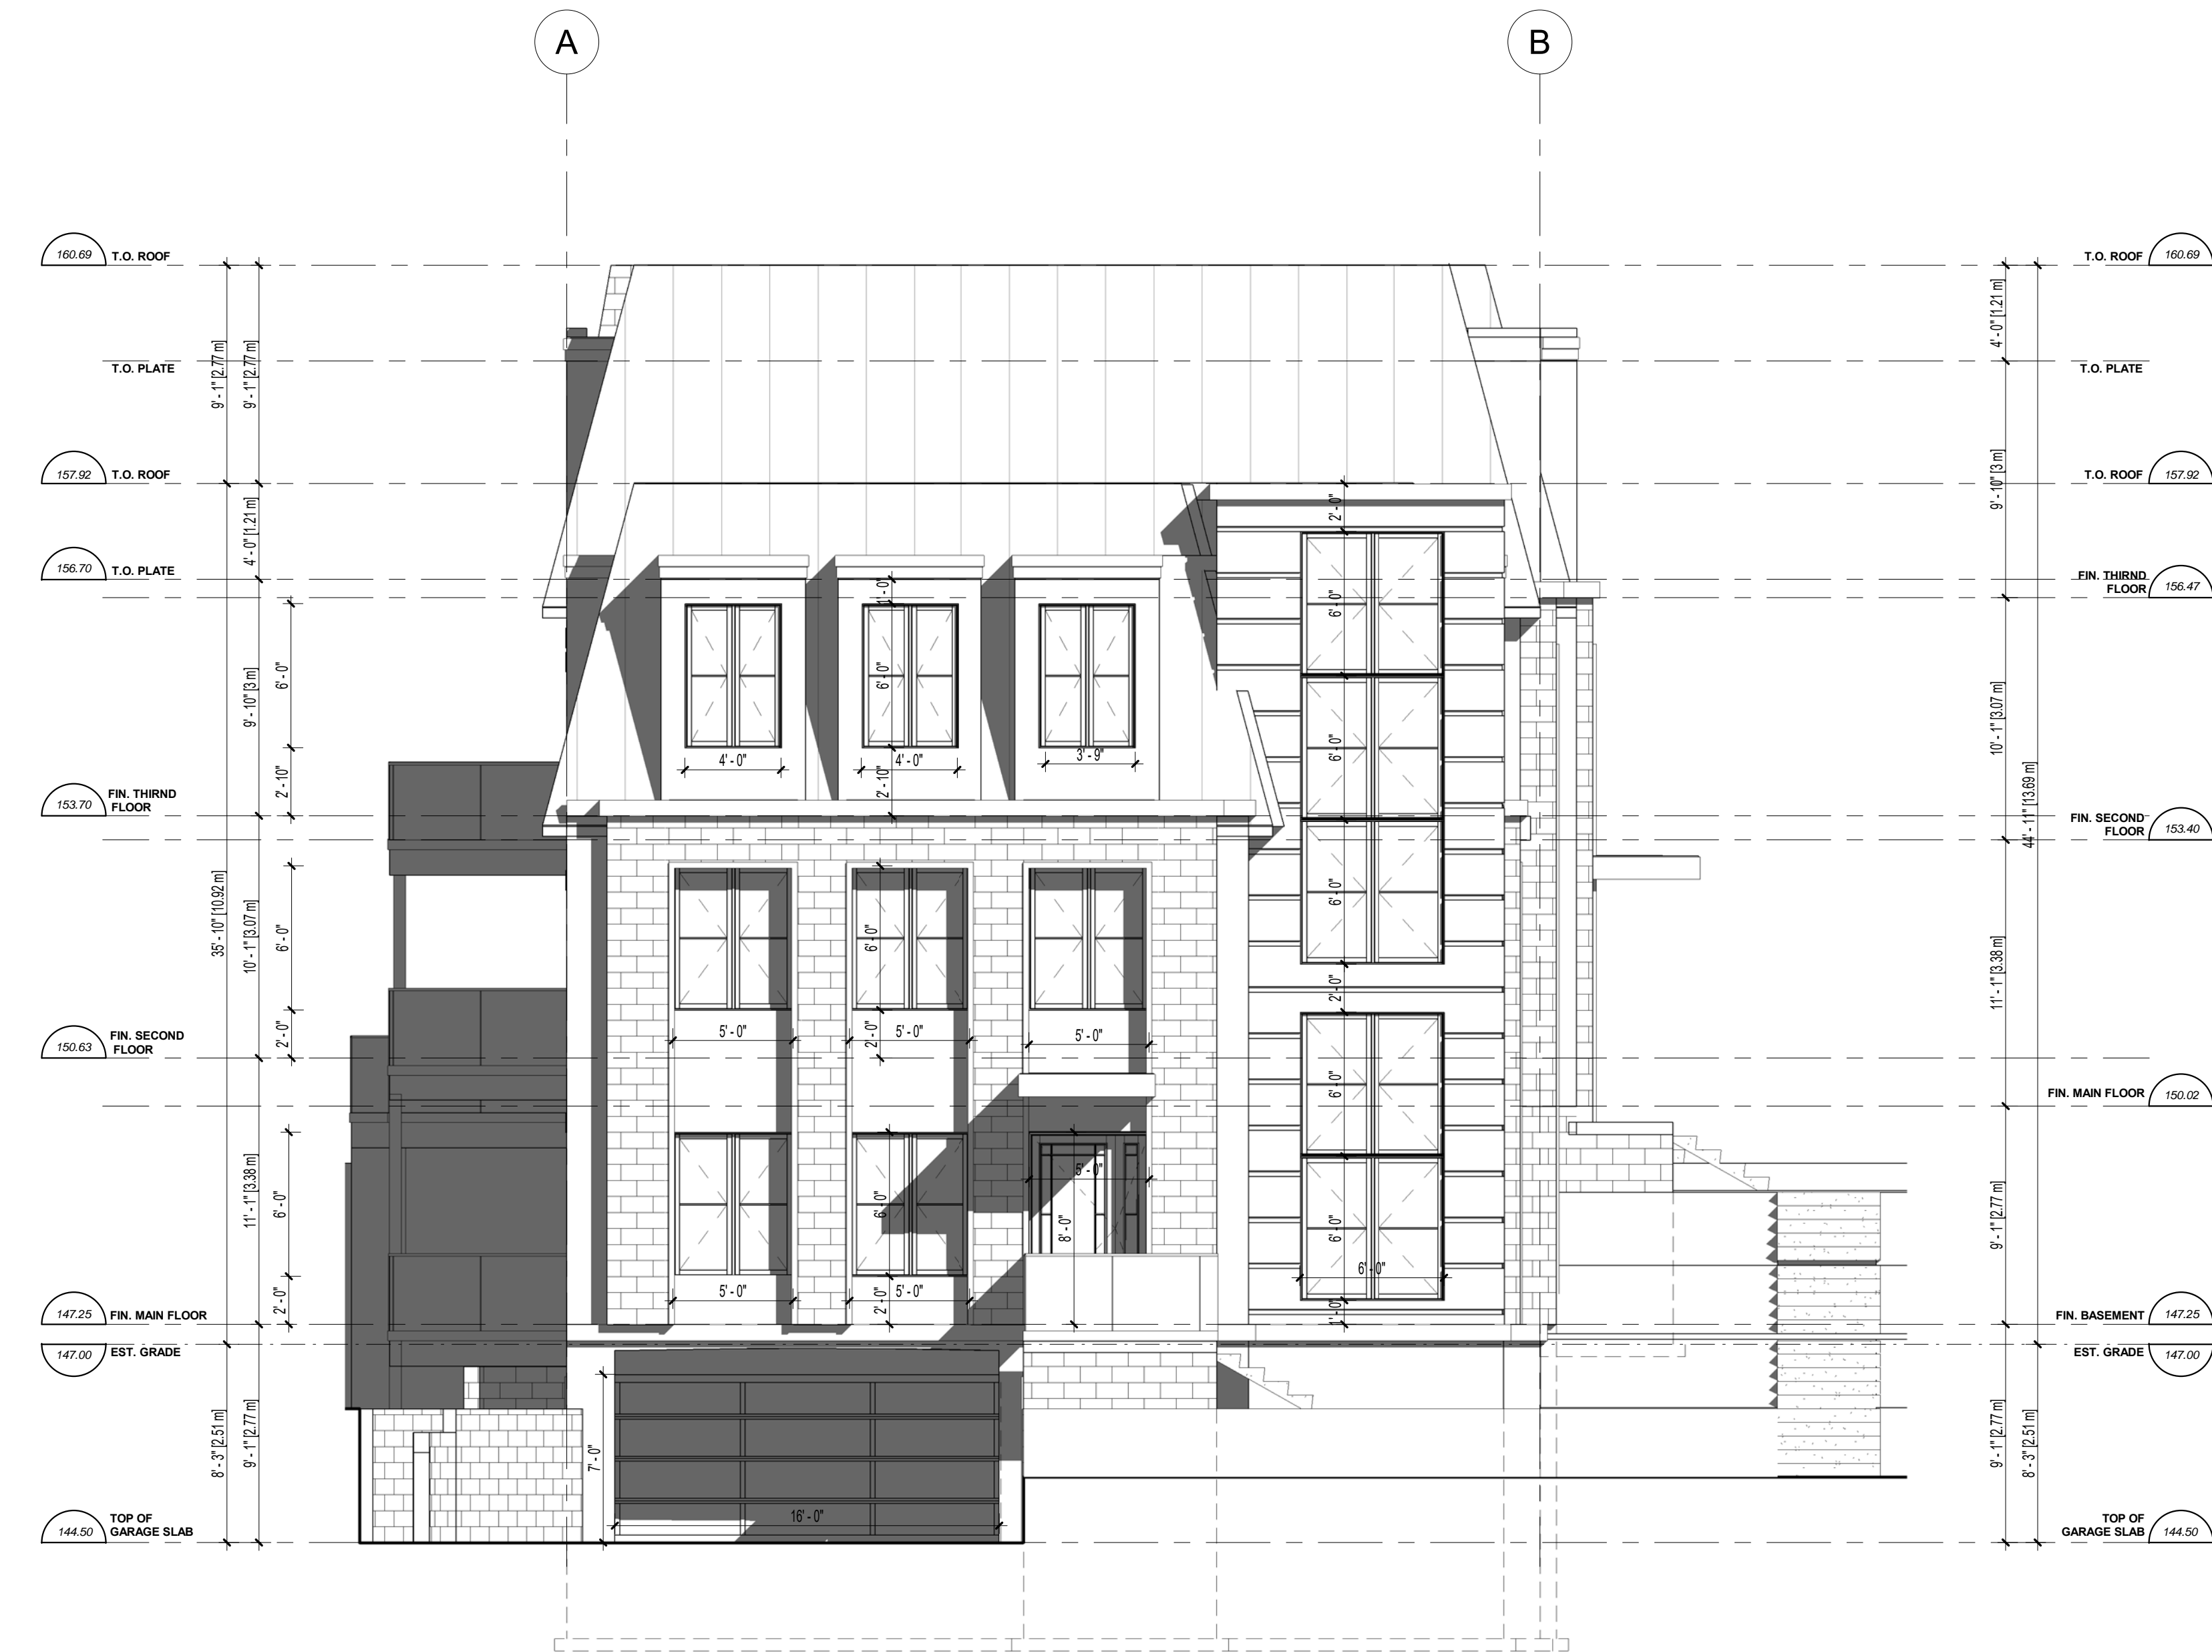 A
B
160.69 T.O. ROOF
T.O. PLATE
157.92 T.O. ROOF
156.70 T.O. PLATE
153.70 FIN. THIRND
FLOOR
150.63 FIN. SECOND
FLOOR
147.25 FIN. MAIN FLOOR
147.00 EST. GRADE
144.50 TOP OF
GARAGE SLAB
9' - 1" [2.77 m]
35' - 10" [10.92 m]
8' - 3" [2.51 m]
9' - 1" [2.77 m]
4' - 0" [1.21 m]
9' - 10" [3 m]
10' - 1" [3.07 m]
11' - 1" [3.38 m]
9' - 1" [2.77 m]
6' - 0"
2' - 10"
6' - 0"
2' - 0"
6' - 0"
2' - 0"
1' - 0"
6' - 0"
4' - 0"
4' - 0"
3' - 9"
2' - 10"
6' - 0"
5' - 0"
5' - 0"
5' - 0"
2' - 0"
6' - 0"
5' - 0"
8' - 0"
5' - 0"
5' - 0"
2' - 0"
7' - 0"
16' - 0"
2' - 0"
6' - 0"
6' - 0"
6' - 0"
2' - 0"
6' - 0"
6' - 0"
6' - 0"
1' - 0"
T.O. ROOF 160.69
T.O. PLATE
T.O. ROOF 157.92
FIN. THIRND
FLOOR 156.47
FIN. SECOND
FLOOR 153.40
FIN. MAIN FLOOR 150.02
FIN. BASEMENT 147.25
EST. GRADE 147.00
TOP OF
GARAGE SLAB 144.50
4' - 0" [1.21 m]
9' - 10" [3 m]
10' - 1" [3.07 m]
11' - 1" [3.38 m]
9' - 1" [2.77 m]
9' - 1" [2.77 m]
44' - 11" [13.69 m]
8' - 3" [2.51 m]